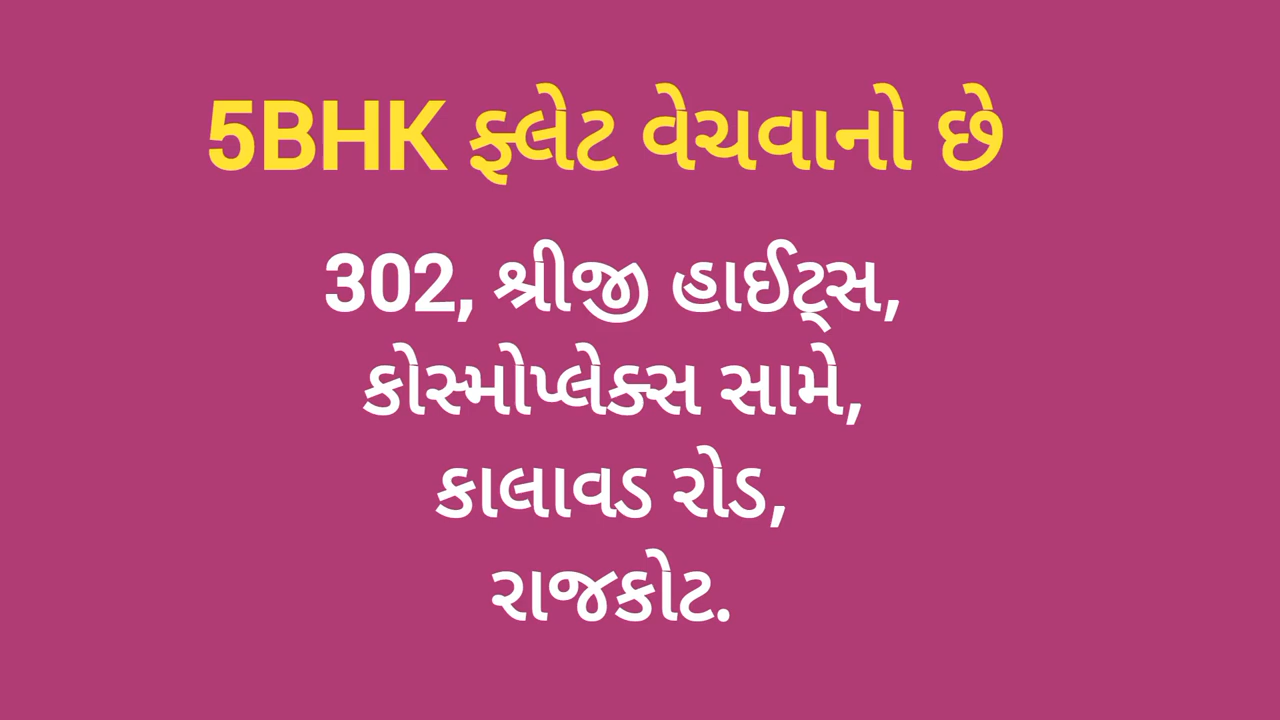 5BHK ફ્લેટ વેચવાનો છે
302, શ્રીજી હાઈટ્સ,
કોસ્મોપ્લેક્સ સામે,
કાલાવડ રોડ,
રાજકોટ.